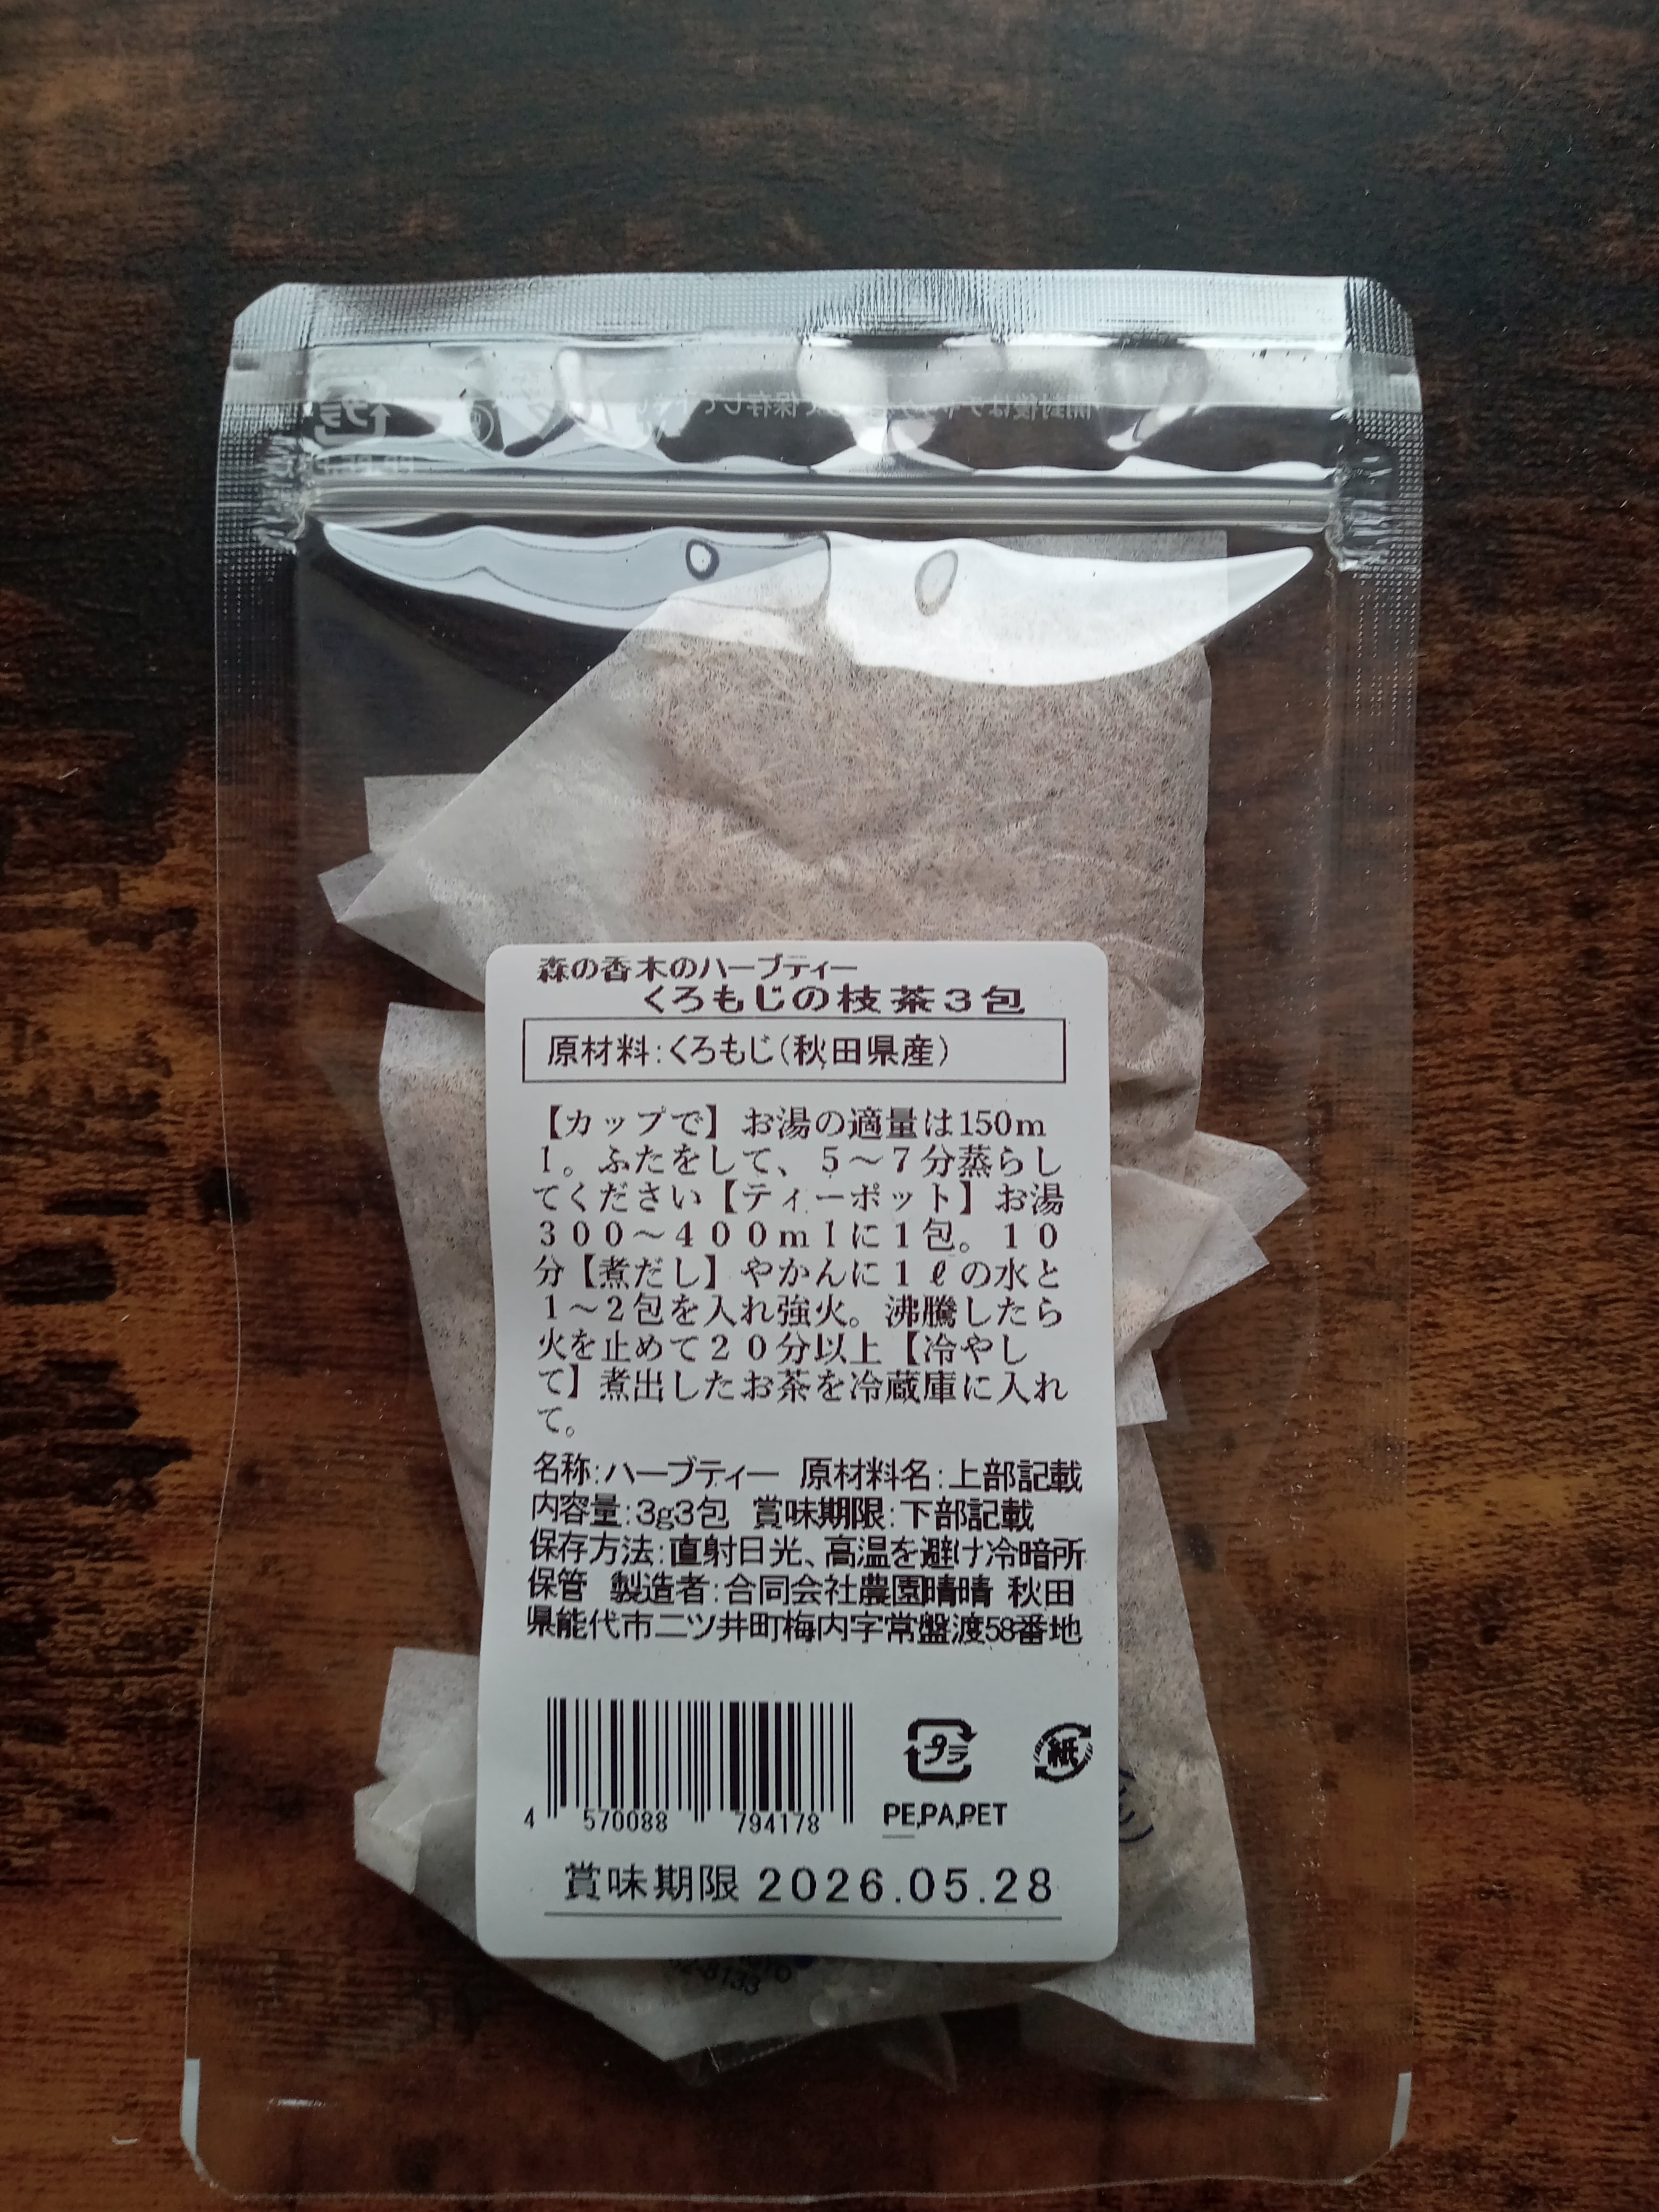 森の香木のハーブティー
くろもじの枝茶3包
原材料:くろもじ(秋田県産)
【カップで】お湯の適量は150m
l。ふたをして、5～7分蒸らし
てください【ティーポット】お湯
300～400mlに1包。10
分【煮だし】やかんに1ℓの水と
1～2包を入れ強火。沸騰したら
火を止めて20分以上【冷やし
て】煮出したお茶を冷蔵庫に入れ
て。
名称:ハーブティー 原材料名:上部記載
内容量:3g3包 賞味期限:下部記載
保存方法:直射日光、高温を避け冷暗所
保管 製造者:合同会社農園晴晴 秋田
県能代市二ツ井町梅内字常盤渡58番地
プラ 紙
4 570088 794178 PE,PA,PET
賞味期限 2026.05.28